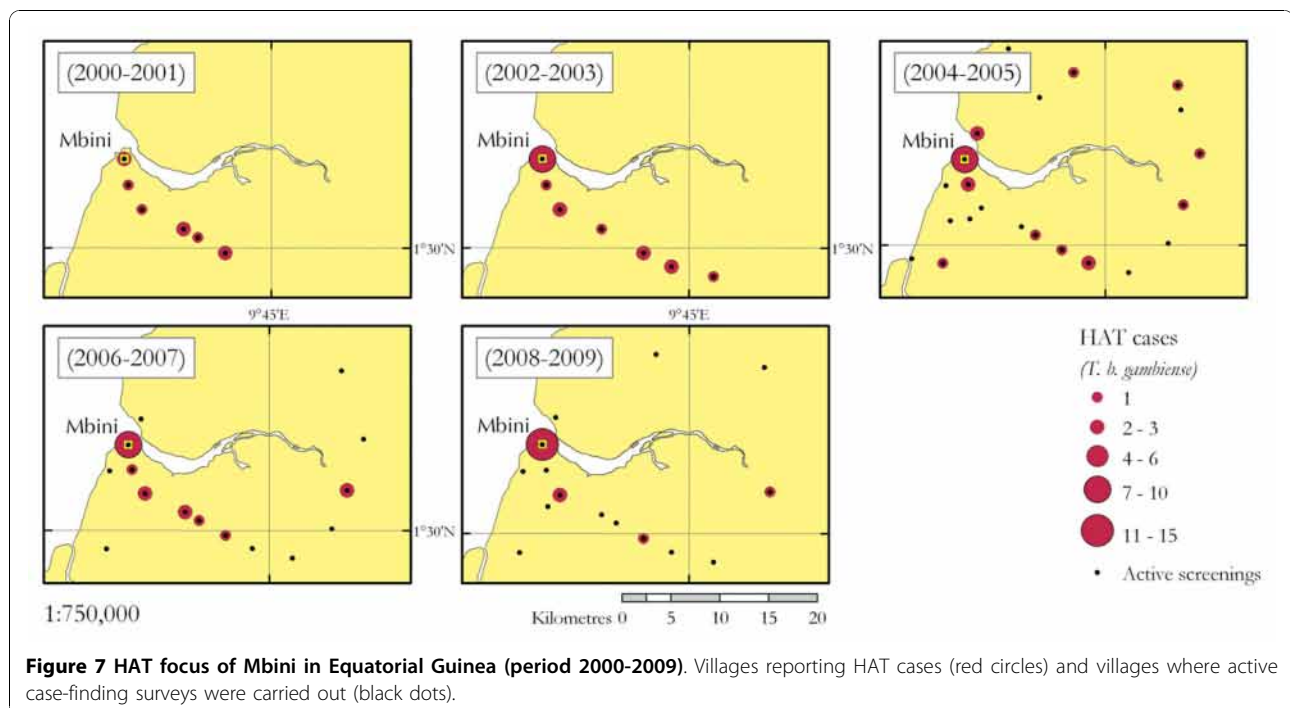 (2000-2001)
Mbini
(2002-2003)
Mbini
(2004-2005)
Mbini
1°30'N
1°30'N
9°45'E
9°45'E
(2006-2007)
Mbini
(2008-2009)
Mbini
1°30'N
HAT cases
(T. b. gambiense)
1
2 - 3
4 - 6
7 - 10
11 - 15
Active screenings
1:750,000
Kilometres 0 5 10 15 20
Figure 7 HAT focus of Mbini in Equatorial Guinea (period 2000-2009). Villages reporting HAT cases (red circles) and villages where active
case-finding surveys were carried out (black dots).